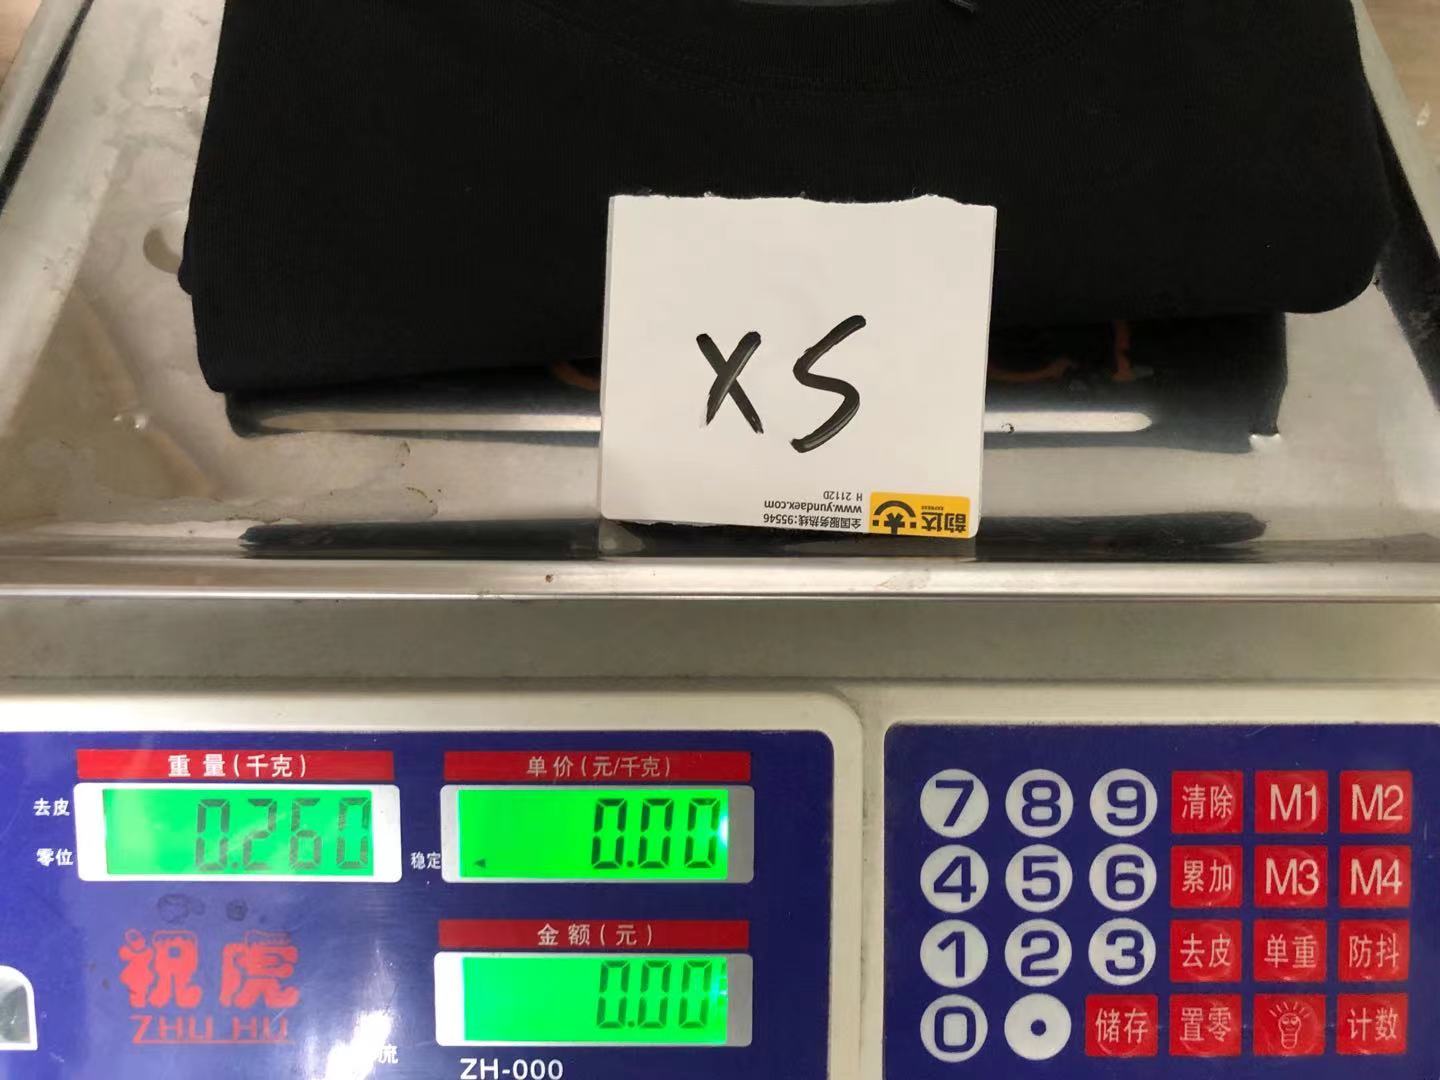 XS
韵达
EXPRESS
全国服务热线:95546
www.yundaex.com
H 2112D
重量(千克)
单价(元/千克)
去皮
零位
0.260
稳定
0.00
金额(元)
0.00
祝虎
ZHU HU
流
ZH-000
7 8 9 清除 M1 M2
4 5 6 累加 M3 M4
1 2 3 去皮 单重 防抖
0 • 储存 置零 计数